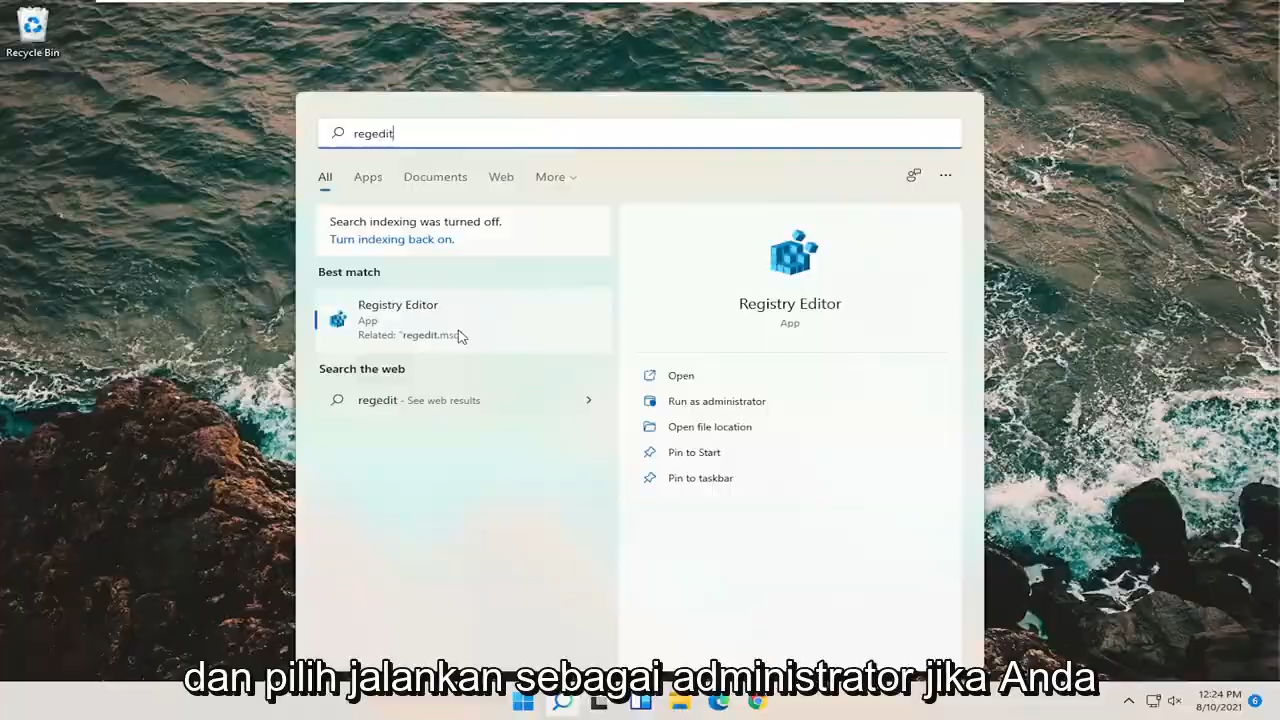 Recycle Bin
regedit
All Apps Documents Web More
Search indexing was turned off.
Turn indexing back on.
Best match
Registry Editor
App
Related: "regedit.msc
Search the web
regedit - See web results
Registry Editor
App
Open
Run as administrator
Open file location
Pin to Start
Pin to taskbar
dan pilih jalankan sebagai administrator jika Anda
12:24 PM
8/10/2021
6